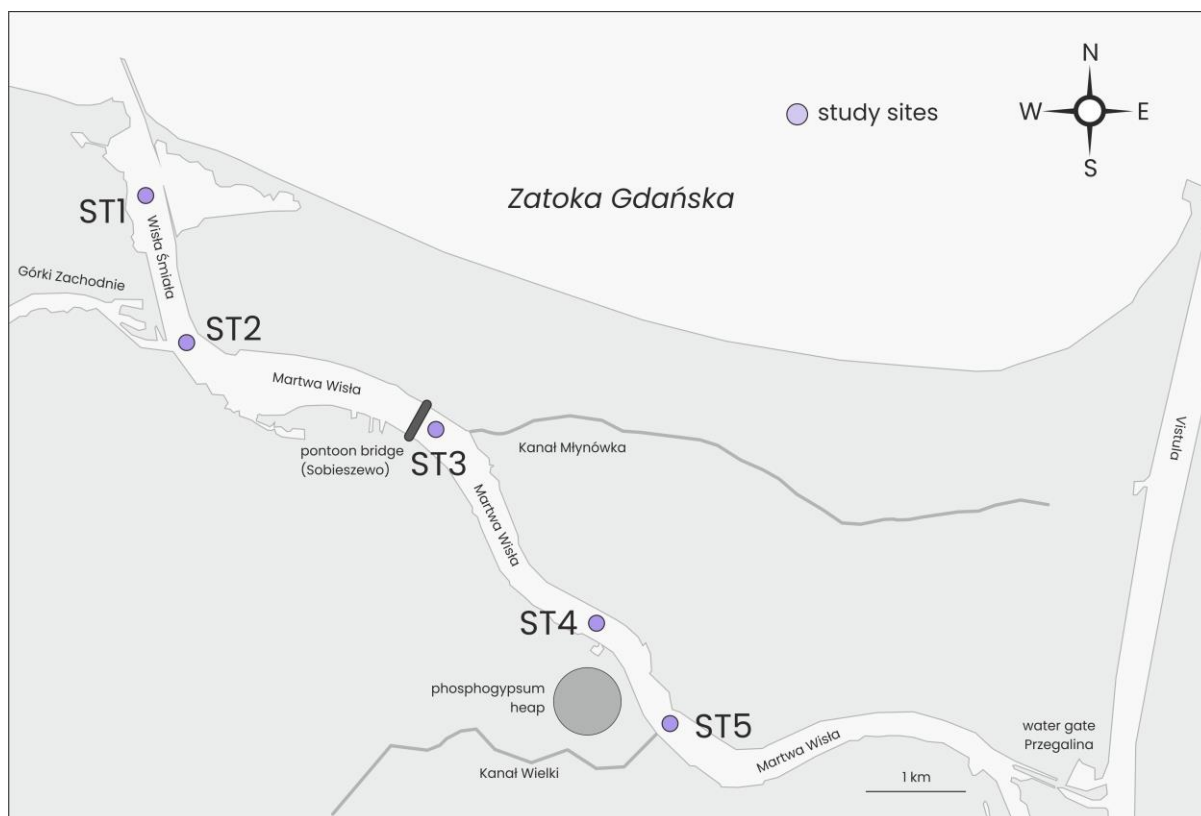 N
study sites
W
E
S
Zatoka Gdańska
ST1
Wisła Śmiała
Górki Zachodnie
ST2
Martwa Wisła
pontoon bridge
(Sobieszewo)
ST3
Kanał Młynówka
Vistula
Martwa Wisła
ST4
phosphogypsum
heap
ST5
water gate
Przegalina
Martwa Wisła
Kanał Wielki
1 km